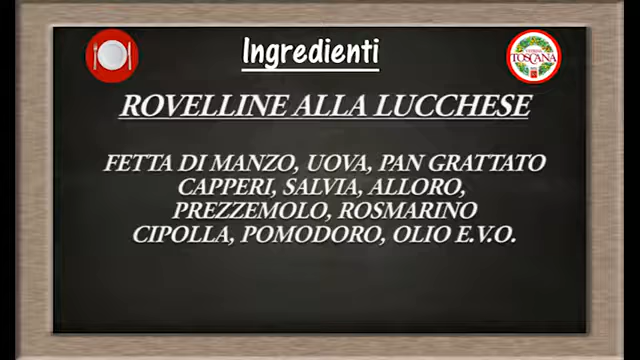 Ingredienti
TOSCANA
ROVELLINE ALLA LUCCHESE
FETTA DI MANZO, UOVA, PAN GRATTATO
CAPPERI, SALVIA, ALLORO,
PREZZEMOLO, ROSMARINO
CIPOLLA, POMODORO, OLIO E.V.O.